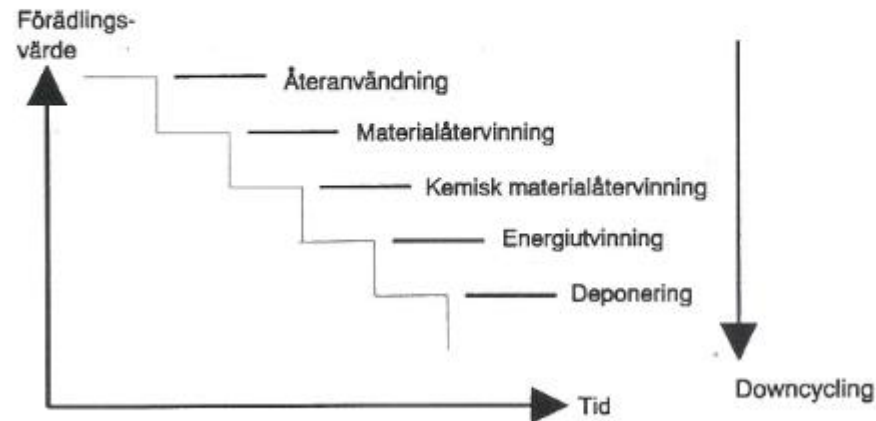 Förädlings-
värde
Återanvändning
Materialåtervinning
Kemisk materialåtervinning
Energiutvinning
Deponering
Tid
Downcycling